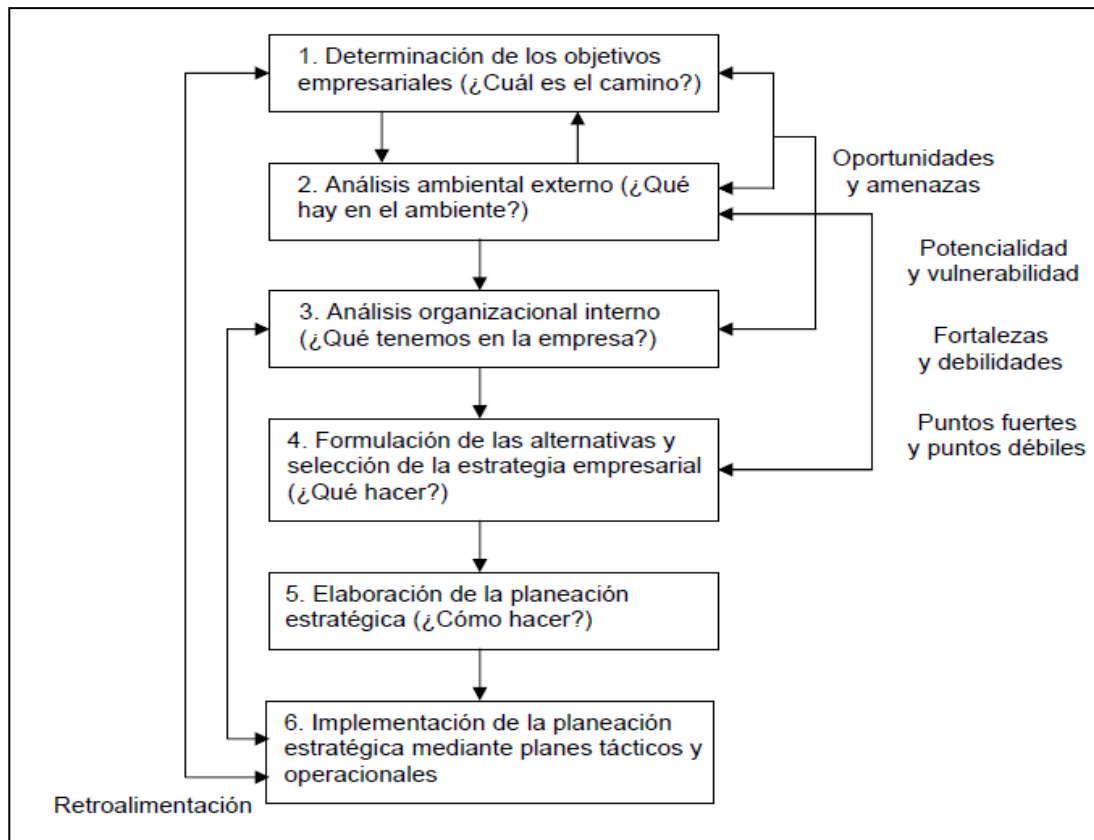 1. Determinación de los objetivos
empresariales (¿Cuál es el camino?)
2. Análisis ambiental externo (¿Qué
hay en el ambiente?)
3. Análisis organizacional interno
(¿Qué tenemos en la empresa?)
4. Formulación de las alternativas y
selección de la estrategia empresarial
(¿Qué hacer?)
5. Elaboración de la planeación
estratégica (¿Cómo hacer?)
6. Implementación de la planeación
estratégica mediante planes tácticos y
operacionales
Oportunidades
y amenazas
Potencialidad
y vulnerabilidad
Fortalezas
y debilidades
Puntos fuertes
y puntos débiles
Retroalimentación